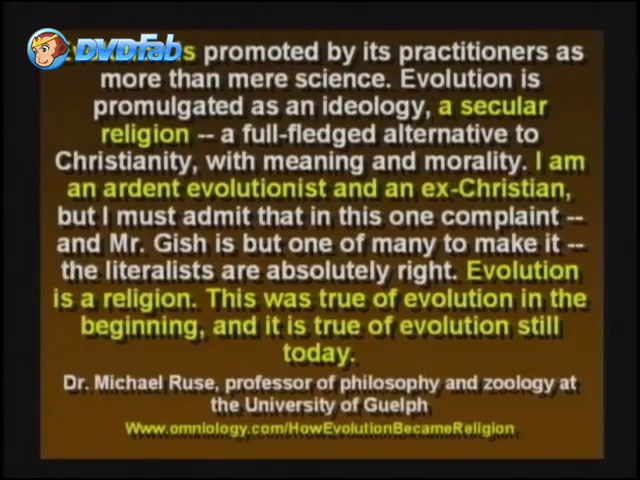 DVDFab
promoted by its practitioners as
more than mere science. Evolution is
promulgated as an ideology, a secular
religion -- a full-fledged alternative to
Christianity, with meaning and morality. I am
an ardent evolutionist and an ex-Christian,
but I must admit that in this one complaint --
and Mr. Gish is but one of many to make it --
the literalists are absolutely right. Evolution
is a religion. This was true of evolution in the
beginning, and it is true of evolution still
today.
Dr. Michael Ruse, professor of philosophy and zoology at
the University of Guelph
Www.omniology.com/HowEvolutionBecameReligion